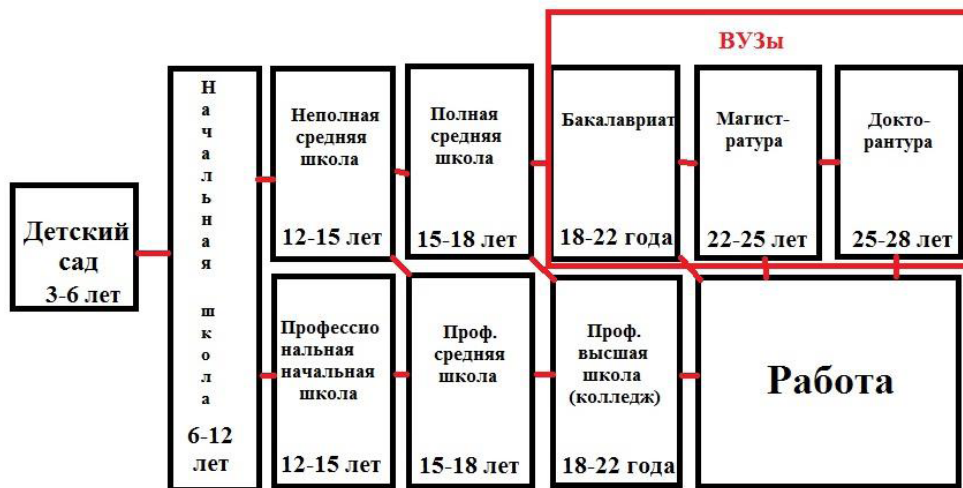 ВУЗы
Детский
сад
3-6 лет
Начальная школа
6-12
лет
Неполная
средняя
школа
12-15 лет
Полная
средняя
школа
15-18 лет
Бакалавриат
18-22 года
Магист-
ратура
22-25 лет
Докто-
рантура
25-28 лет
Профессио
нальная
начальная
школа
12-15 лет
Проф.
средняя
школа
15-18 лет
Проф.
высшая
школа
(колледж)
18-22 года
Работа